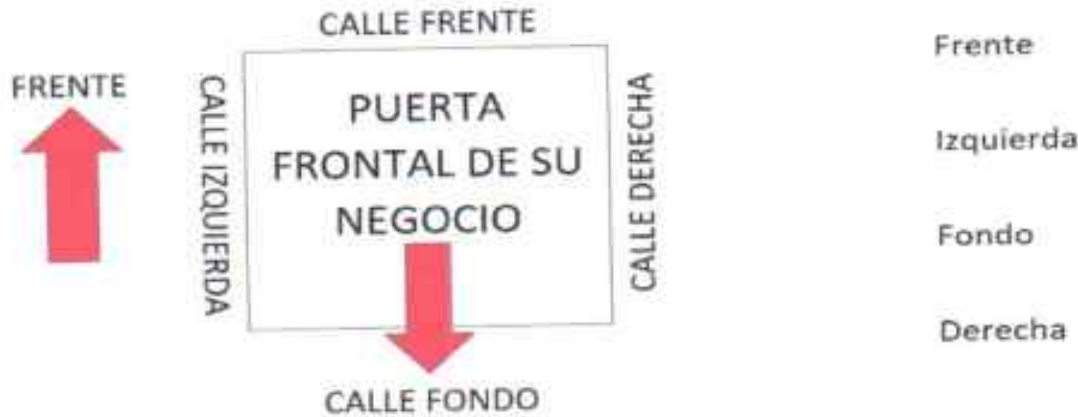 CALLE FRENTE
FRENTE
CALLE IZQUIERDA
PUERTA
FRONTAL DE SU
NEGOCIO
CALLE DERECHA
CALLE FONDO
Frente
Izquierda
Fondo
Derecha